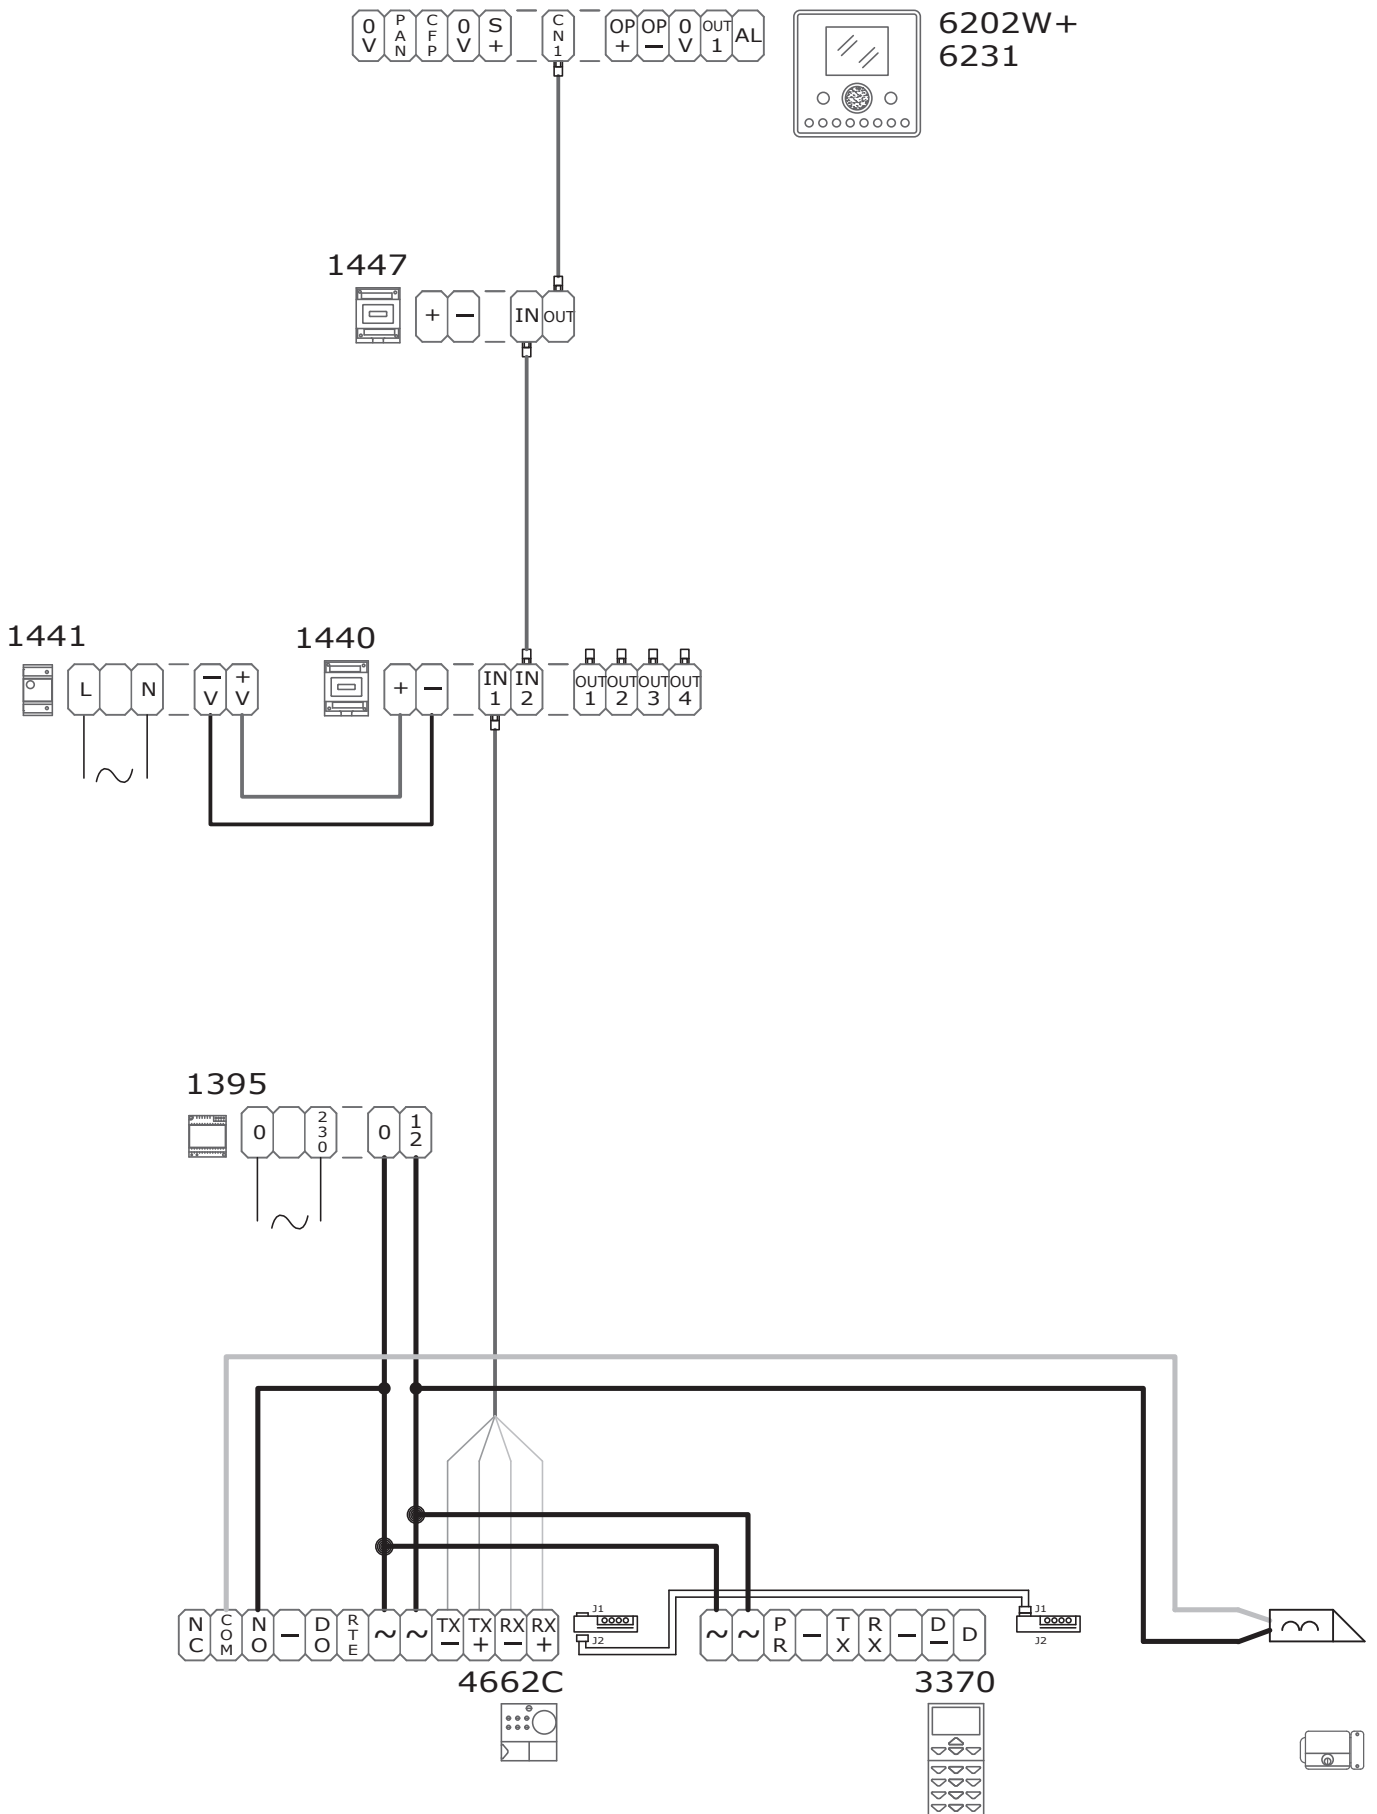 0V PAN CFP 0V S+ CN1 OP+ OP− 0V OUT1 AL
6202W+
6231
1447
+ − IN OUT
1441
L N −V +V
1440
+ − IN1 IN2 OUT1 OUT2 OUT3 OUT4
1395
0 230 0 12
NC COM NO − DO RTE ~ ~ TX− TX+ RX− RX+
J1
J2
~ ~ PR − TX RX − D− D
J1
J2
4662C
3370